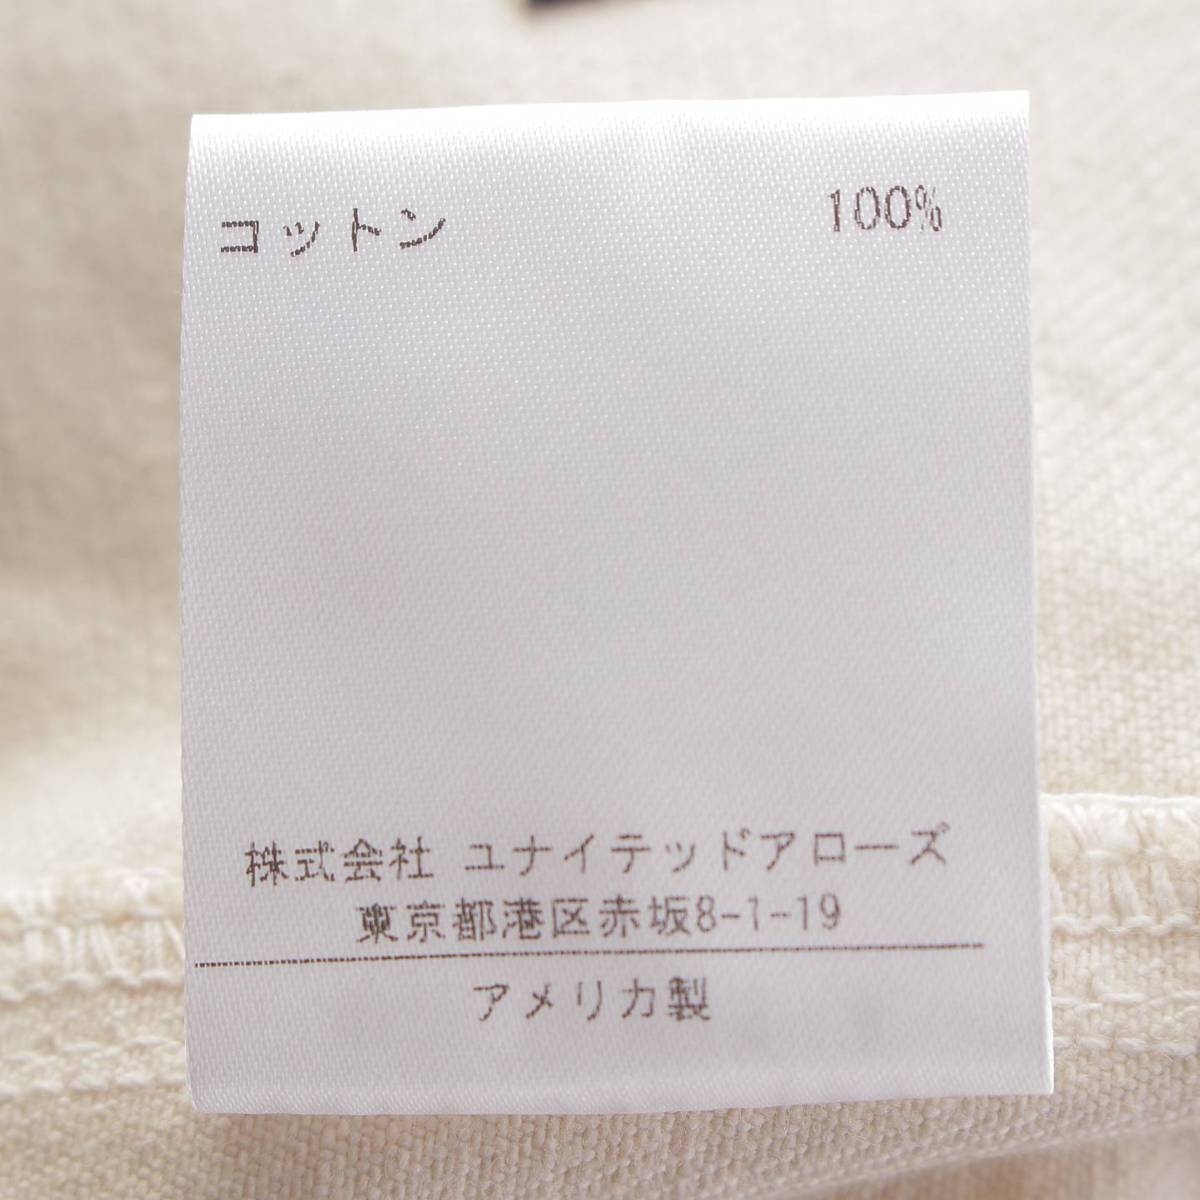 コットン 100%
株式会社 ユナイテッドアローズ
東京都港区赤坂8-1-19
アメリカ製